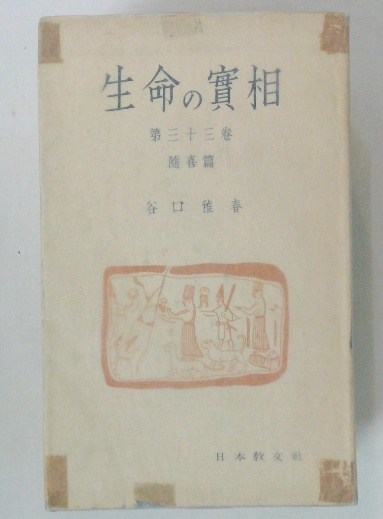 生命の實相
第三十三巻
隨喜篇
谷口雅春
日本教文社